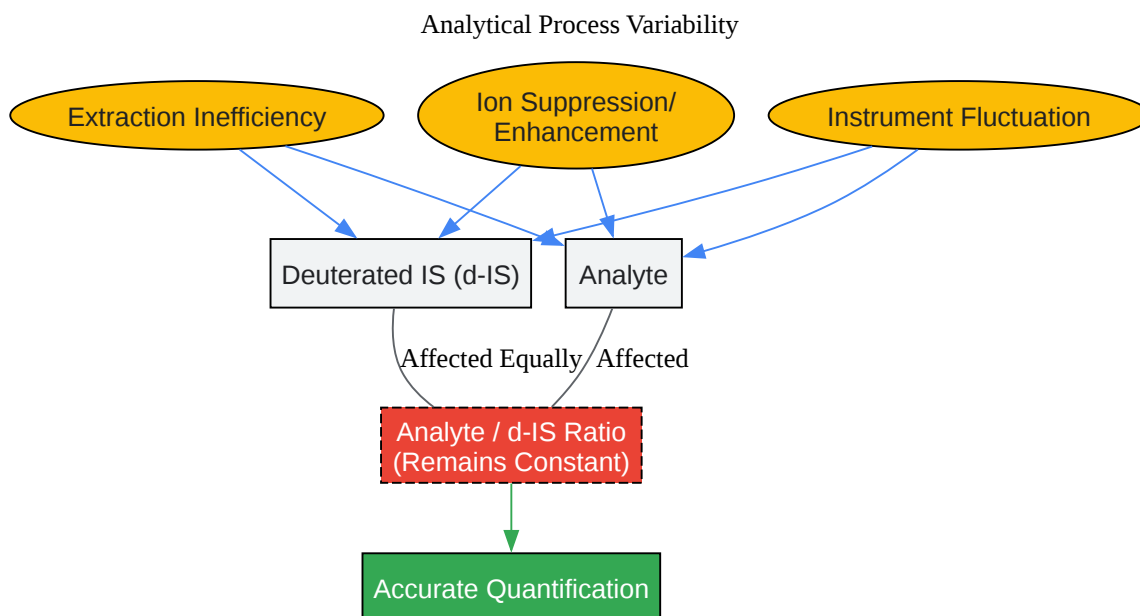 Analytical Process Variability
Extraction Inefficiency
Ion Suppression/
Enhancement
Instrument Fluctuation
Deuterated IS (d-IS)
Analyte
Affected Equally
Affected
Analyte / d-IS Ratio
(Remains Constant)
Accurate Quantification